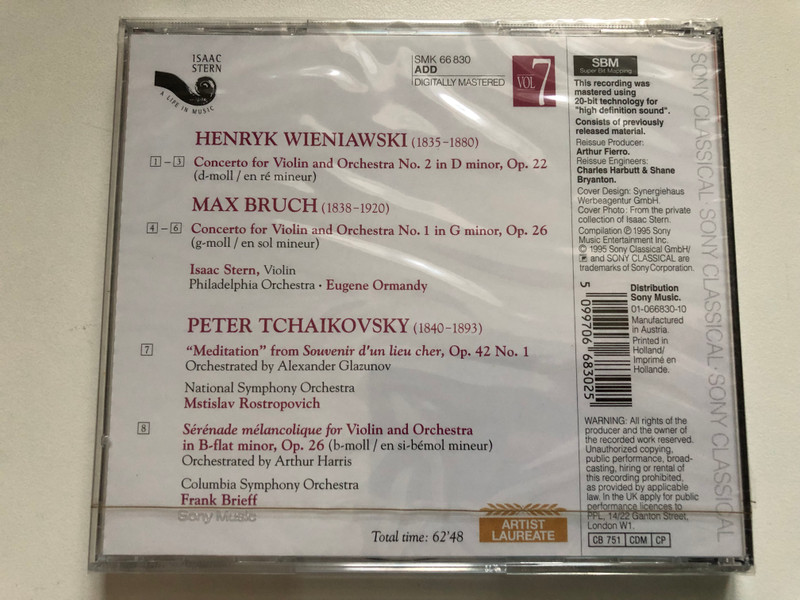 ISAAC
STERN
A LIFE IN MUSIC
SMK 66 830
ADD
DIGITALLY MASTERED
VOL 7
HENRYK WIENIAWSKI (1835–1880)
1 – 3 Concerto for Violin and Orchestra No. 2 in D minor, Op. 22
(d-moll / en ré mineur)
MAX BRUCH (1838–1920)
4 – 6 Concerto for Violin and Orchestra No. 1 in G minor, Op. 26
(g-moll / en sol mineur)
Isaac Stern, Violin
Philadelphia Orchestra · Eugene Ormandy
PETER TCHAIKOVSKY (1840–1893)
7 “Meditation” from Souvenir d'un lieu cher, Op. 42 No. 1
Orchestrated by Alexander Glazunov
National Symphony Orchestra
Mstislav Rostropovich
8 Sérénade mélancolique for Violin and Orchestra
in B-flat minor, Op. 26 (b-moll / en si-bémol mineur)
Orchestrated by Arthur Harris
Columbia Symphony Orchestra
Frank Brieff
Sony Music
Total time: 62'48
ARTIST
LAUREATE
SBM
Super Bit Mapping
This recording was
mastered using
20-bit technology for
"high definition sound".
Consists of previously
released material.
Reissue Producer:
Arthur Fierro.
Reissue Engineers:
Charles Harbutt & Shane
Bryanton.
Cover Design: Synergiehaus
Werbeagentur GmbH.
Cover Photo: From the private
collection of Isaac Stern.
Compilation ℗ 1995 Sony
Music Entertainment Inc.
© 1995 Sony Classical GmbH/
and SONY CLASSICAL are
trademarks of Sony Corporation.
5 099706 683025
Distribution
Sony Music.
01-066830-10
Manufactured
in Austria.
Printed in
Holland/
Imprimé en
Hollande.
WARNING: All rights of the
producer and the owner of
the recorded work reserved.
Unauthorized copying,
public performance, broad-
casting, hiring or rental of
this recording prohibited,
as provided by applicable
law. In the UK apply for public
performance licences to
PPL, 14/22 Ganton Street,
London W1.
CB 751 CDM CP
SONY CLASSICAL · SONY CLASSICAL · SONY CLASSICAL